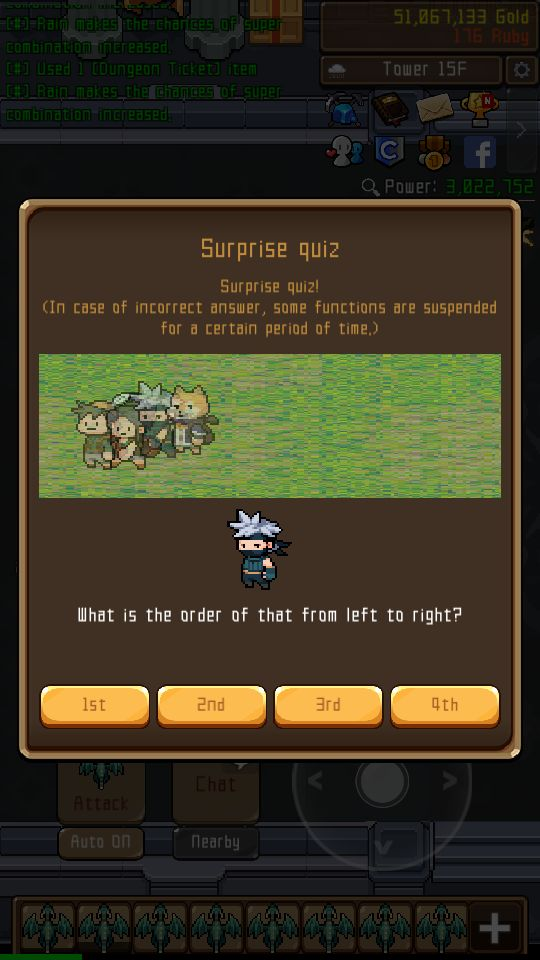 combination increased.
[#] Rain makes the chances of super
combination increased.
[#] Used 1 [Dungeon Ticket] item
[#] Rain makes the chances of super
combination increased.
51,067,133 Gold
176 Ruby
Tower 15F
N
C
f
Power: 3,022,752
Surprise quiz
Surprise quiz!
(In case of incorrect answer, some functions are suspended
for a certain period of time.)
What is the order of that from left to right?
1st
2nd
3rd
4th
Attack
Chat
Auto ON
Nearby